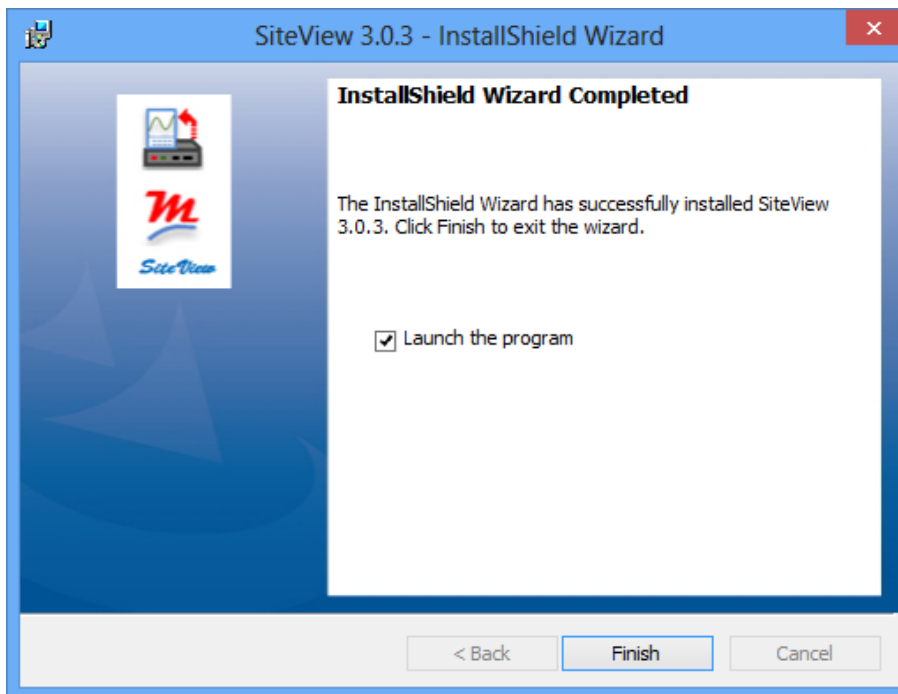 SiteView 3.0.3 - InstallShield Wizard
InstallShield Wizard Completed
The InstallShield Wizard has successfully installed SiteView
3.0.3. Click Finish to exit the wizard.
m
SiteView
Launch the program
< Back
Finish
Cancel